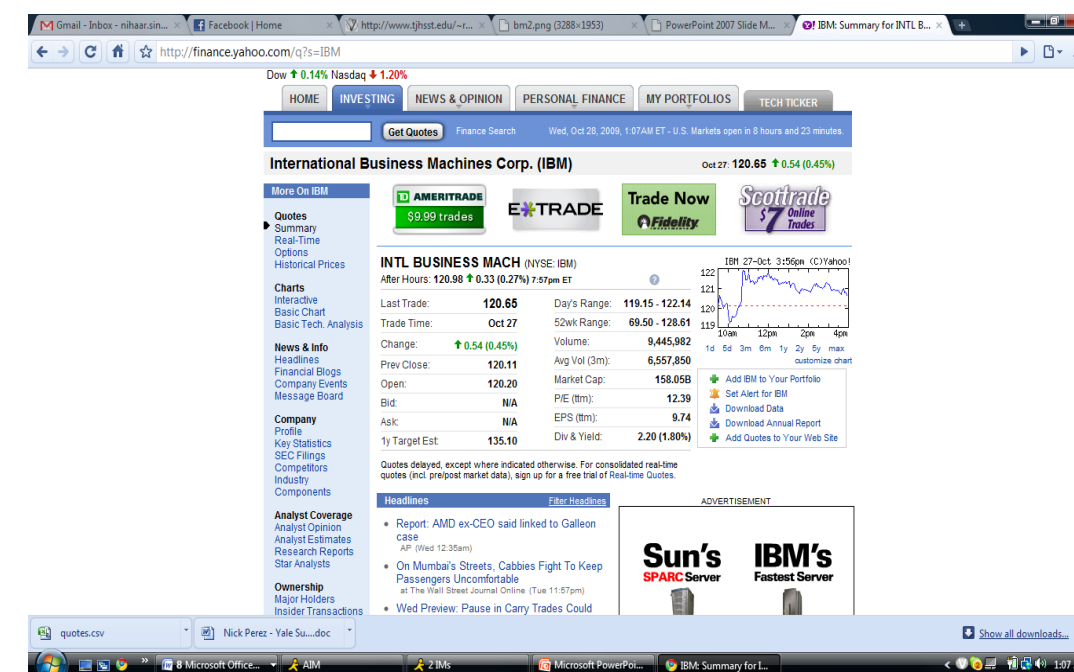 Gmail - Inbox - nihaar.sin...
Facebook | Home
http://www.tjhsst.edu/~r...
bm2.png (3288×1953)
PowerPoint 2007 Slide M...
IBM: Summary for INTL B...
http://finance.yahoo.com/q?s=IBM
Dow 0.14% Nasdaq 1.20%
HOME
INVESTING
NEWS & OPINION
PERSONAL FINANCE
MY PORTFOLIOS
TECH TICKER
Get Quotes
Finance Search
Wed, Oct 28, 2009, 1:07AM ET - U.S. Markets open in 8 hours and 23 minutes.
International Business Machines Corp. (IBM)
Oct 27: 120.65 0.54 (0.45%)
More On IBM
Quotes
Summary
Real-Time
Options
Historical Prices
Charts
Interactive
Basic Chart
Basic Tech. Analysis
News & Info
Headlines
Financial Blogs
Company Events
Message Board
Company
Profile
Key Statistics
SEC Filings
Competitors
Industry
Components
Analyst Coverage
Analyst Opinion
Analyst Estimates
Research Reports
Star Analysts
Ownership
Major Holders
Insider Transactions
TD AMERITRADE
$9.99 trades
E*TRADE
Trade Now
Fidelity
Scottrade
$7 Online
Trades
INTL BUSINESS MACH (NYSE: IBM)
After Hours: 120.98 0.33 (0.27%) 7:57pm ET
Last Trade: 120.65
Trade Time: Oct 27
Change: 0.54 (0.45%)
Prev Close: 120.11
Open: 120.20
Bid: N/A
Ask: N/A
1y Target Est: 135.10
Day's Range: 119.15 - 122.14
52wk Range: 69.50 - 128.61
Volume: 9,445,982
Avg Vol (3m): 6,557,850
Market Cap: 158.05B
P/E (ttm): 12.39
EPS (ttm): 9.74
Div & Yield: 2.20 (1.80%)
IBM 27-Oct 3:56pm (C)Yahoo!
122
121
120
119
10am 12pm 2pm 4pm
1d 5d 3m 6m 1y 2y 5y max
customize chart
Add IBM to Your Portfolio
Set Alert for IBM
Download Data
Download Annual Report
Add Quotes to Your Web Site
Quotes delayed, except where indicated otherwise. For consolidated real-time
quotes (incl. pre/post market data), sign up for a free trial of Real-time Quotes.
Headlines
Filter Headlines
Report: AMD ex-CEO said linked to Galleon
case
AP (Wed 12:35am)
On Mumbai's Streets, Cabbies Fight To Keep
Passengers Uncomfortable
at The Wall Street Journal Online (Tue 11:57pm)
Wed Preview: Pause in Carry Trades Could
ADVERTISEMENT
Sun's
SPARC Server
IBM's
Fastest Server
quotes.csv
Nick Perez - Yale Su....doc
Show all downloads...
8 Microsoft Office...
AIM
2 IMs
Microsoft PowerPoi...
IBM: Summary for I...
1:07